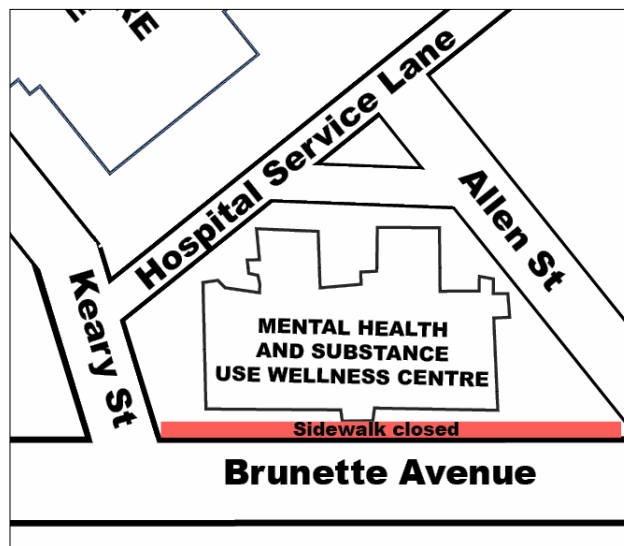 Hospital Service Lane
Allen St
Keary St
MENTAL HEALTH
AND SUBSTANCE
USE WELLNESS CENTRE
Sidewalk closed
Brunette Avenue